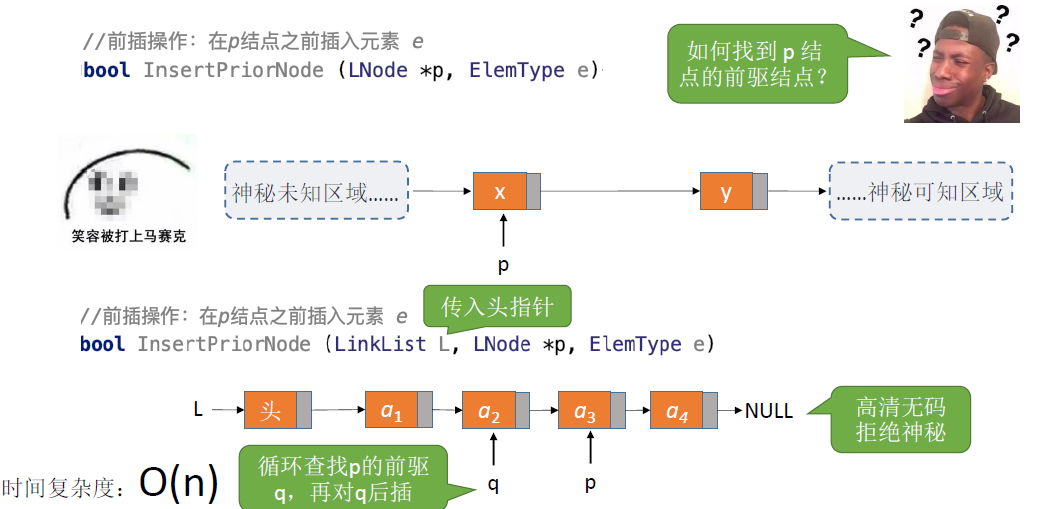 //前插操作：在p结点之前插入元素 e
bool InsertPriorNode (LNode *p, ElemType e)
如何找到 p 结
点的前驱结点？
? ? ? ?
笑容被打上马赛克
神秘未知区域……
x
y
……神秘可知区域
p
//前插操作：在p结点之前插入元素 e
传入头指针
bool InsertPriorNode (LinkList L, LNode *p, ElemType e)
L
头
a1
a2
a3
a4
NULL
高清无码
拒绝神秘
时间复杂度：O(n)
循环查找p的前驱
q，再对q后插
q
p